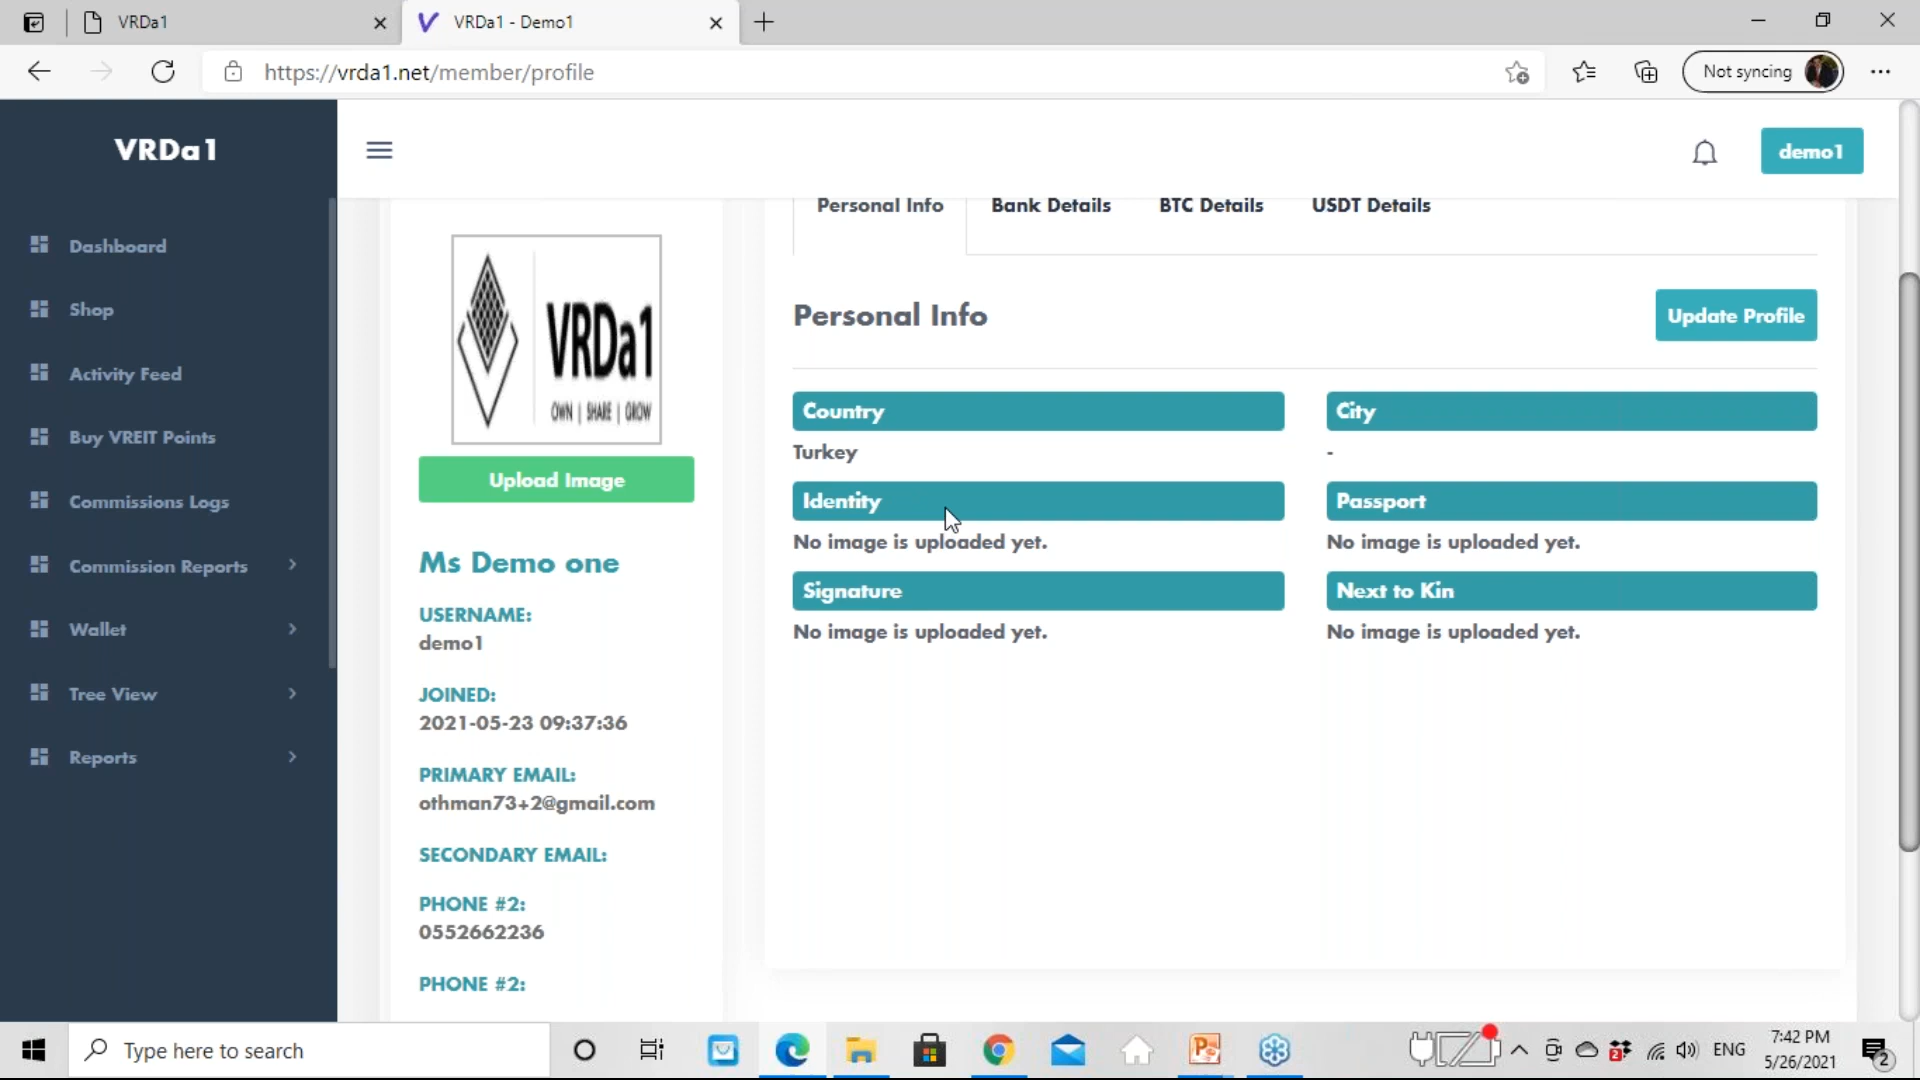 VRDa1
VRDa1 - Demo1
https://vrda1.net/member/profile
Not syncing
VRDa1
demo1
Dashboard
Shop
Activity Feed
Buy VREIT Points
Commissions Logs
Commission Reports
Wallet
Tree View
Reports
VRDa1
OWN | SHARE | GROW
Upload Image
Ms Demo one
USERNAME:
demo1
JOINED:
2021-05-23 09:37:36
PRIMARY EMAIL:
othman73+2@gmail.com
SECONDARY EMAIL:
PHONE #2:
0552662236
PHONE #2:
Personal Info
Bank Details
BTC Details
USDT Details
Personal Info
Update Profile
Country
City
Turkey
-
Identity
Passport
No image is uploaded yet.
No image is uploaded yet.
Signature
Next to Kin
No image is uploaded yet.
No image is uploaded yet.
Type here to search
2
ENG
7:42 PM
5/26/2021
2